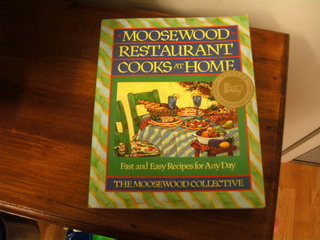 MOOSEWOOD
RESTAURANT
COOKS AT HOME
Fast and Easy Recipes for Any Day
THE MOOSEWOOD COLLECTIVE